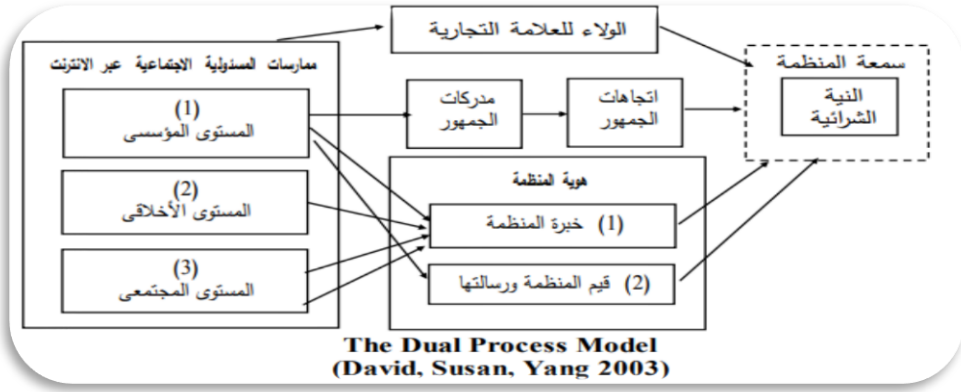 الولاء للعلامة التجارية
ممارسات المسئولية الاجتماعية عبر الانترنت
سمعة المنظمة
النية
الشرائية
(1)
المستوى المؤسسى
مدركات
الجمهور
اتجاهات
الجمهور
هوية المنظمة
(2)
المستوى الأخلاقى
(1) خبرة المنظمة
(3)
المستوى المجتمعى
(2) قيم المنظمة ورسالتها
The Dual Process Model
(David, Susan, Yang 2003)